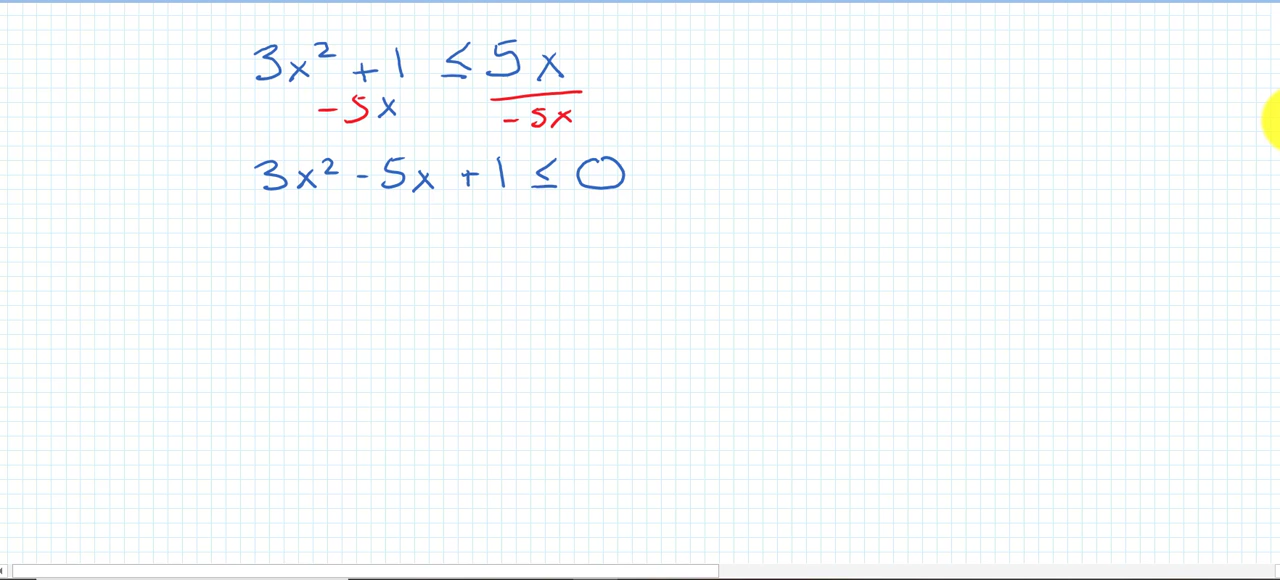 3x² + 1 ≤ 5x
-5x -5x
3x² - 5x + 1 ≤ 0